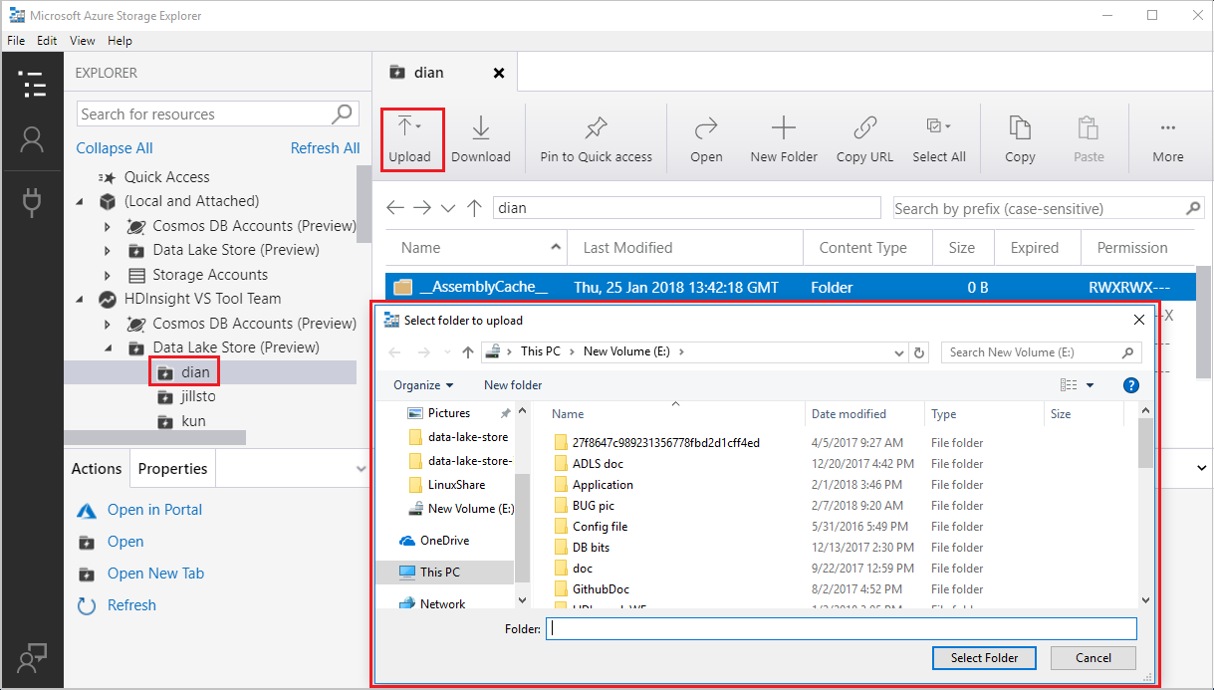 Microsoft Azure Storage Explorer
File Edit View Help
EXPLORER
Search for resources
Collapse All Refresh All
Quick Access
(Local and Attached)
Cosmos DB Accounts (Preview)
Data Lake Store (Preview)
Storage Accounts
HDInsight VS Tool Team
Cosmos DB Accounts (Preview)
Data Lake Store (Preview)
dian
jillsto
kun
Actions Properties
Open in Portal
Open
Open New Tab
Refresh
dian
Upload Download Pin to Quick access Open New Folder Copy URL Select All Copy Paste More
dian Search by prefix (case-sensitive)
Name Last Modified Content Type Size Expired Permission
__AssemblyCache__ Thu, 25 Jan 2018 13:42:18 GMT Folder 0 B RWXRWX---
Select folder to upload
This PC New Volume (E:) Search New Volume (E:)
Organize New folder
Pictures
data-lake-store
data-lake-store-
LinuxShare
New Volume (E:)
OneDrive
This PC
Network
Name Date modified Type Size
27f8647c989231356778fbd2d1cff4ed 4/5/2017 9:27 AM File folder
ADLS doc 12/20/2017 4:42 PM File folder
Application 2/1/2018 3:46 PM File folder
BUG pic 2/7/2018 9:20 AM File folder
Config file 5/31/2016 5:49 PM File folder
DB bits 12/13/2017 2:30 PM File folder
doc 9/22/2017 12:59 PM File folder
GithubDoc 8/2/2017 4:52 PM File folder
Folder:
Select Folder Cancel